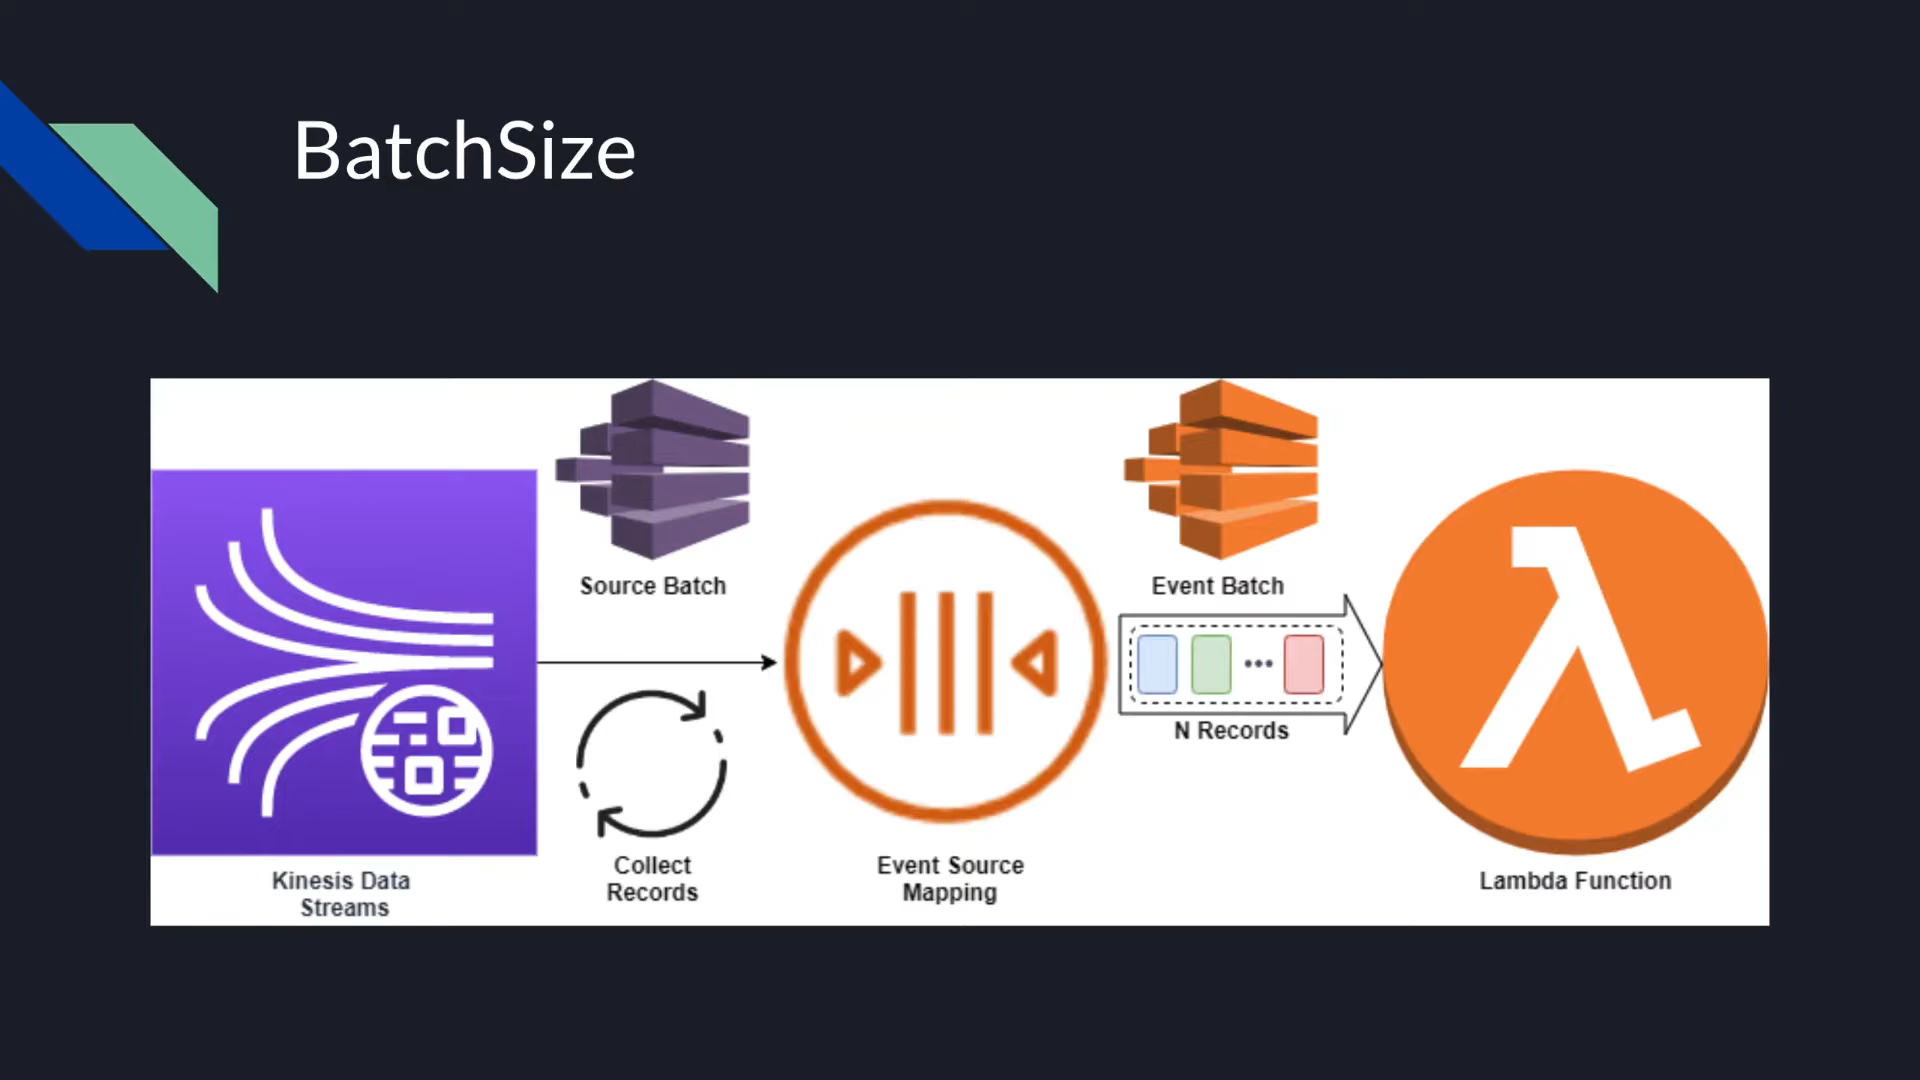 BatchSize
Source Batch
Event Batch
N Records
Collect
Records
Event Source
Mapping
Kinesis Data
Streams
Lambda Function